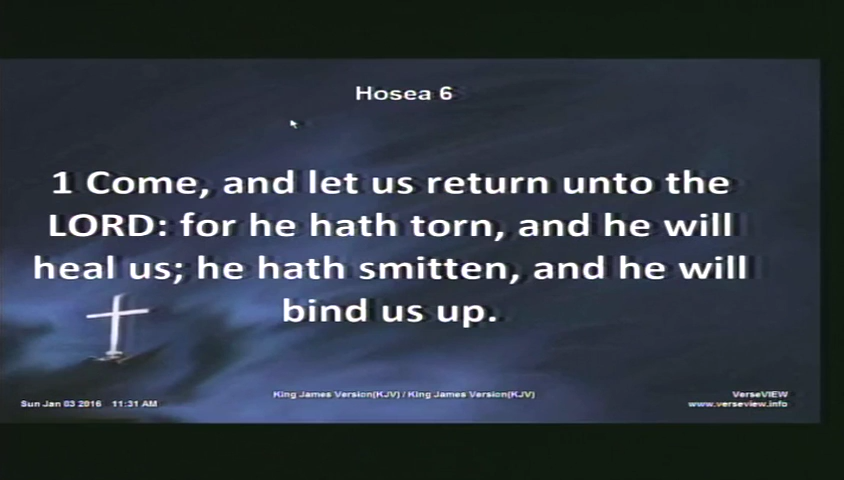 Hosea 6
1 Come, and let us return unto the
LORD: for he hath torn, and he will
heal us; he hath smitten, and he will
bind us up.
King James Version(KJV) / King James Version(KJV)
VerseVIEW
Sun Jan 03 2016 11:31 AM
www.verseview.info